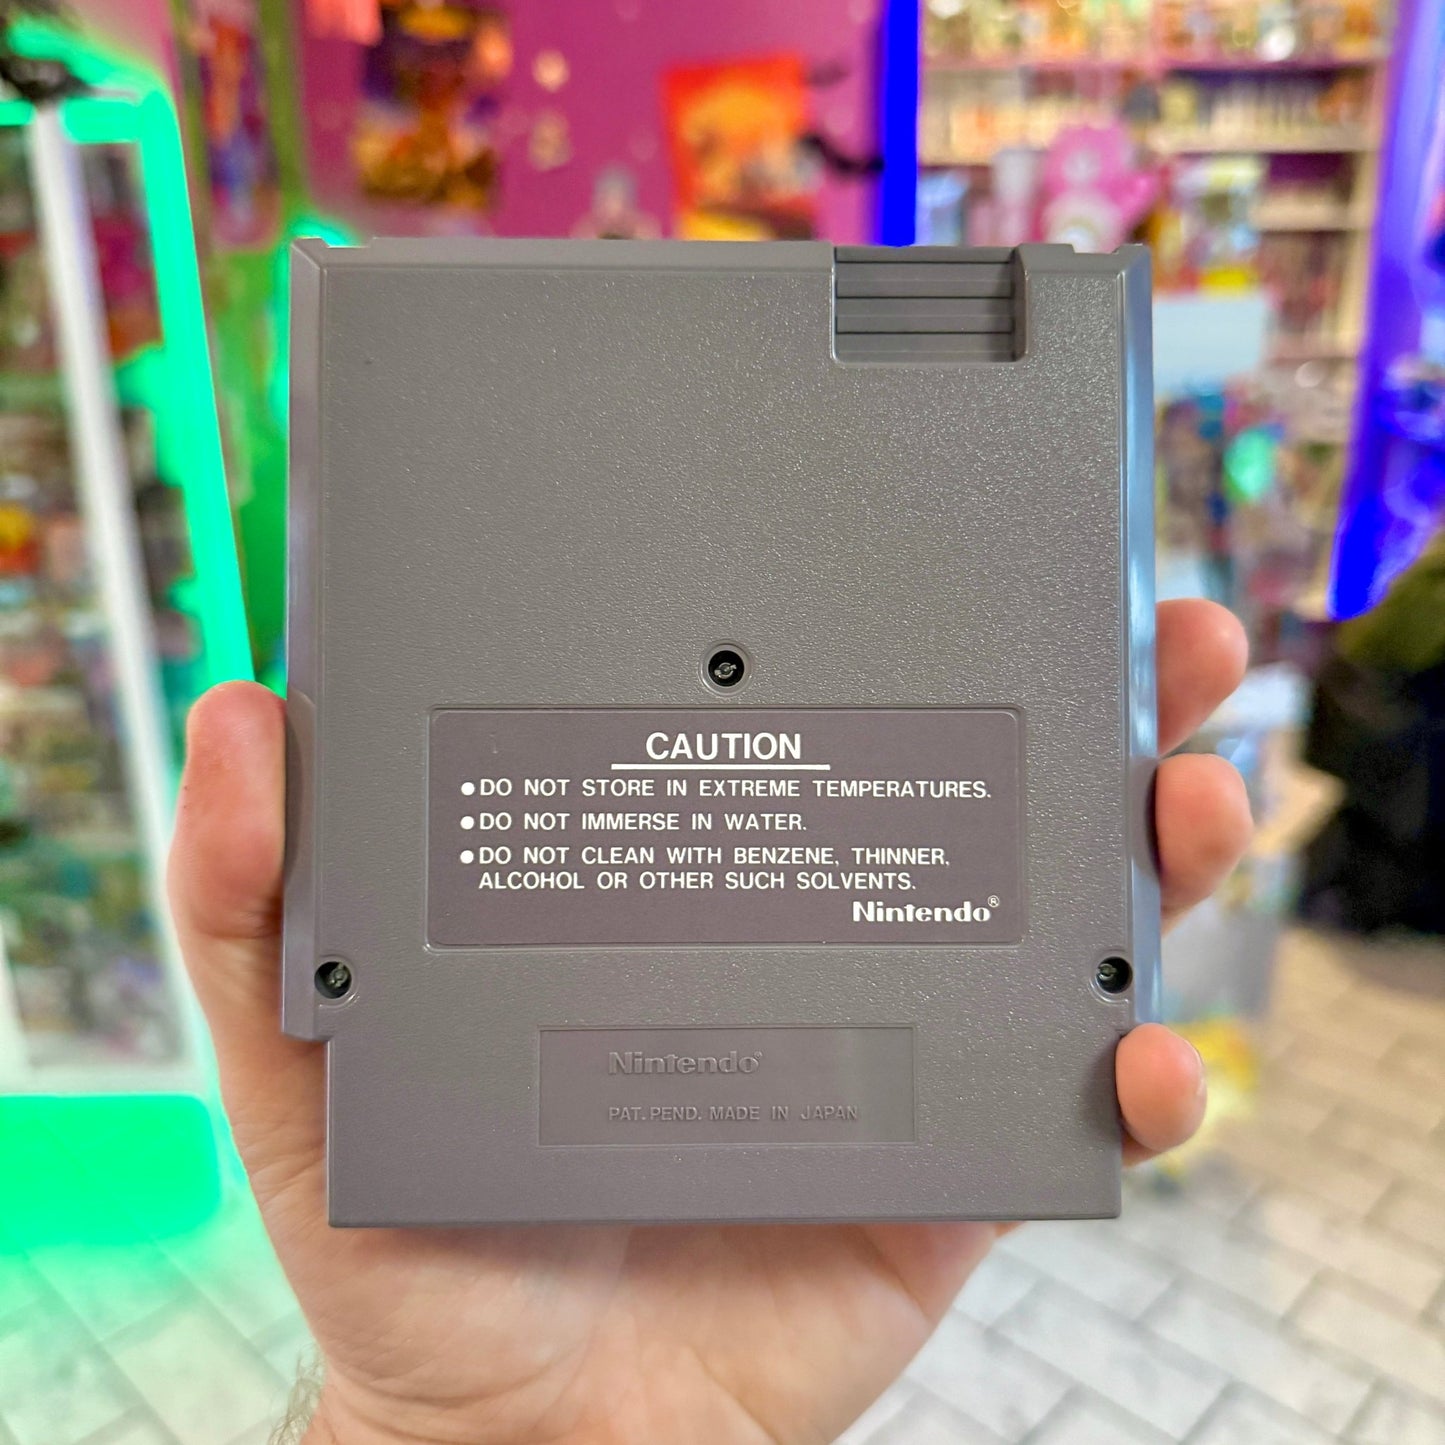 CAUTION
●DO NOT STORE IN EXTREME TEMPERATURES.
●DO NOT IMMERSE IN WATER.
●DO NOT CLEAN WITH BENZENE, THINNER,
ALCOHOL OR OTHER SUCH SOLVENTS.
Nintendo®
Nintendo®
PAT. PEND. MADE IN JAPAN